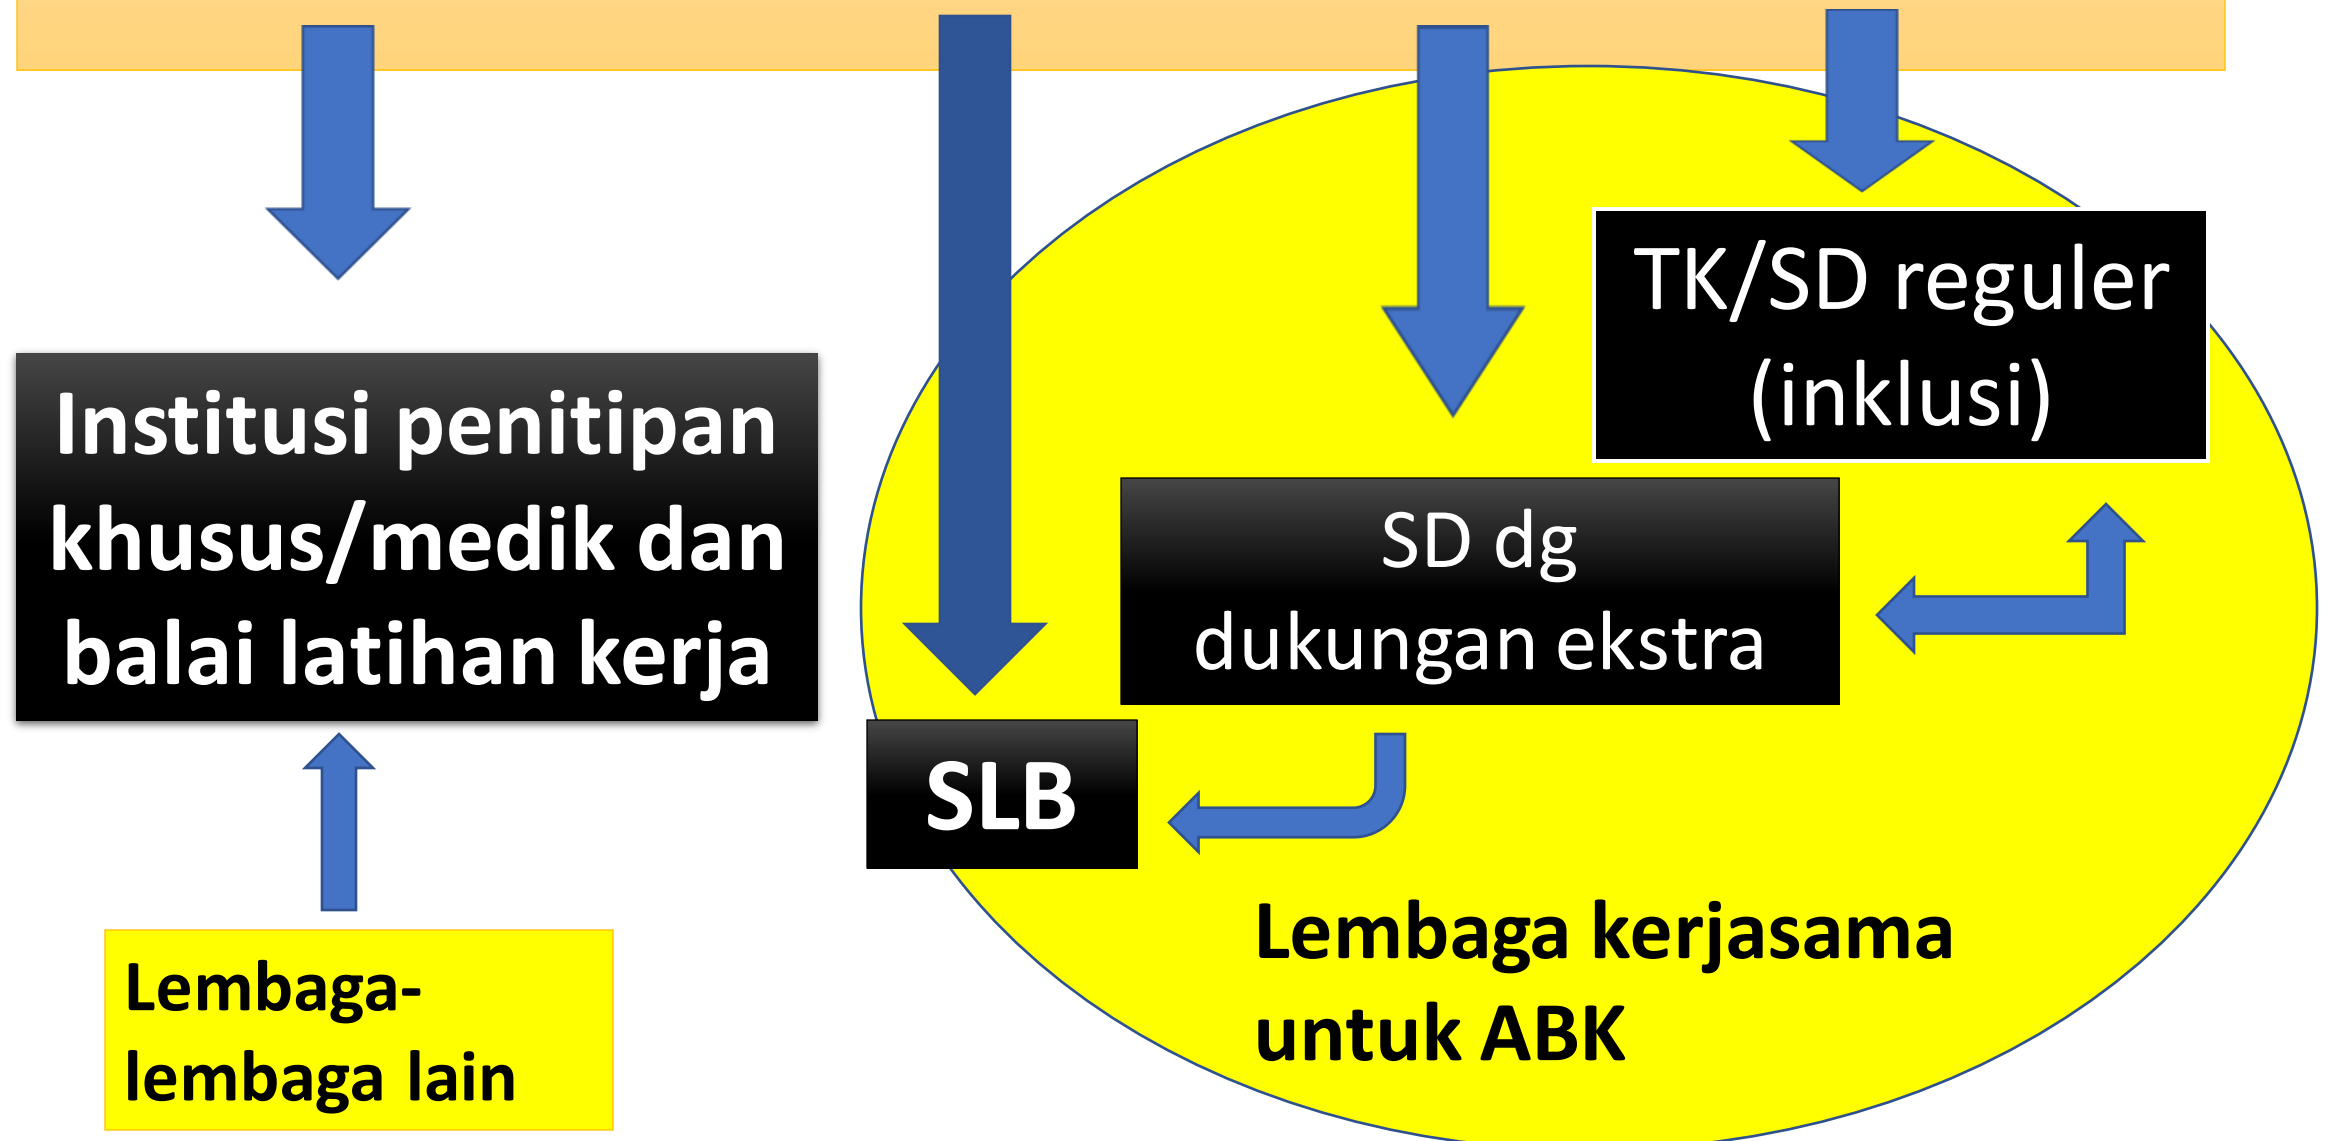 Institusi penitipan
khusus/medik dan
balai latihan kerja
TK/SD reguler
(inklusi)
SD dg
dukungan ekstra
SLB
Lembaga kerjasama
untuk ABK
Lembaga-
lembaga lain